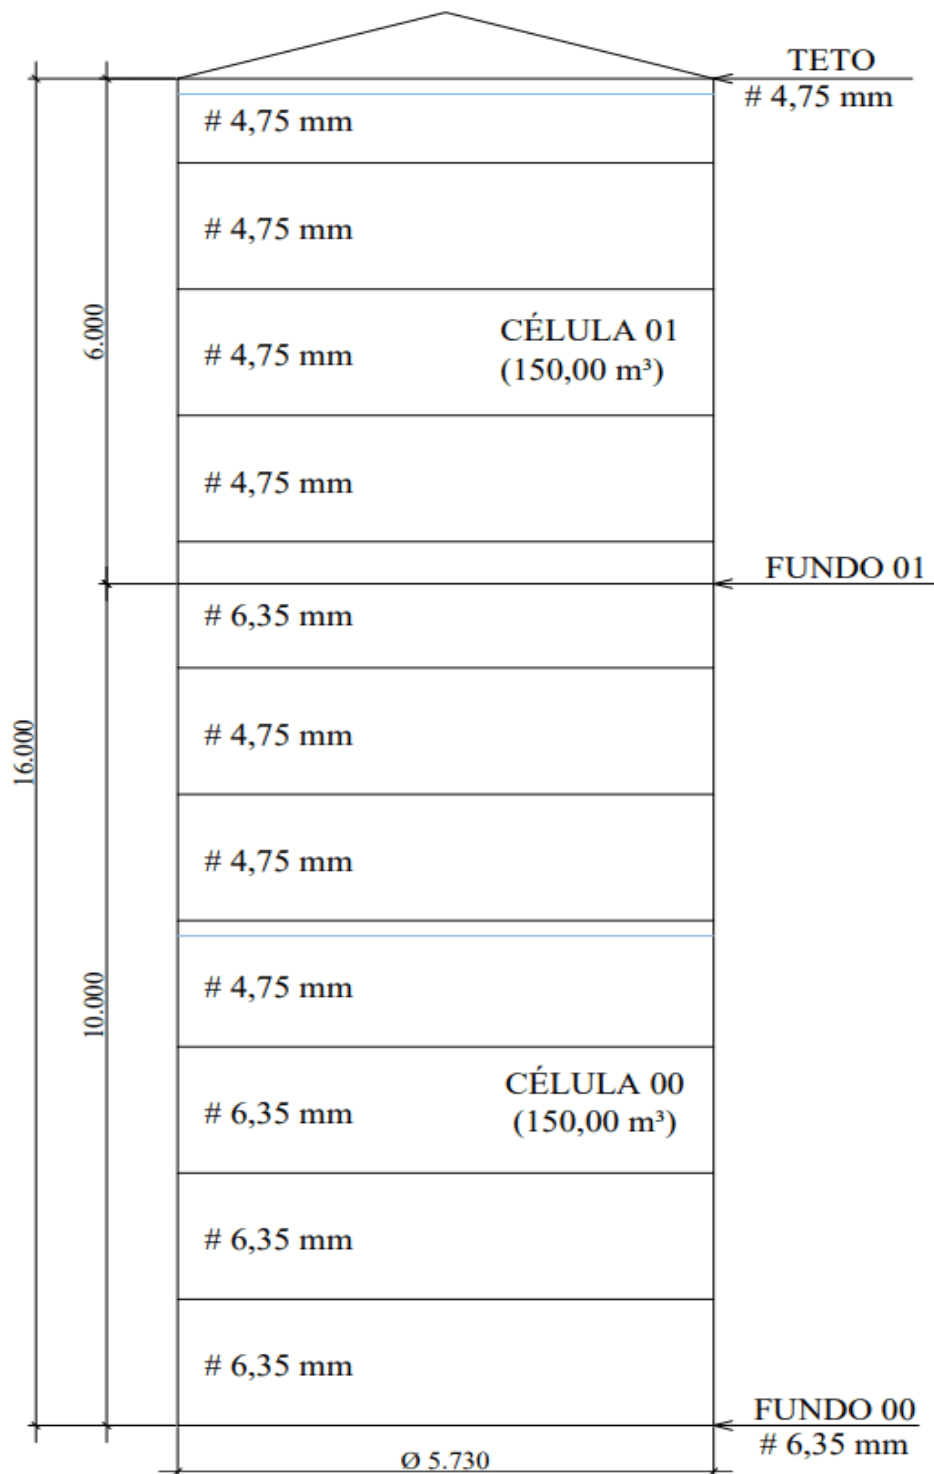 TETO
# 4,75 mm
# 4,75 mm
# 4,75 mm
6.000
CÉLULA 01
(150,00 m³)
# 4,75 mm
# 4,75 mm
FUNDO 01
# 6,35 mm
# 4,75 mm
16.000
# 4,75 mm
10.000
# 4,75 mm
CÉLULA 00
(150,00 m³)
# 6,35 mm
# 6,35 mm
# 6,35 mm
FUNDO 00
# 6,35 mm
Ø 5.730